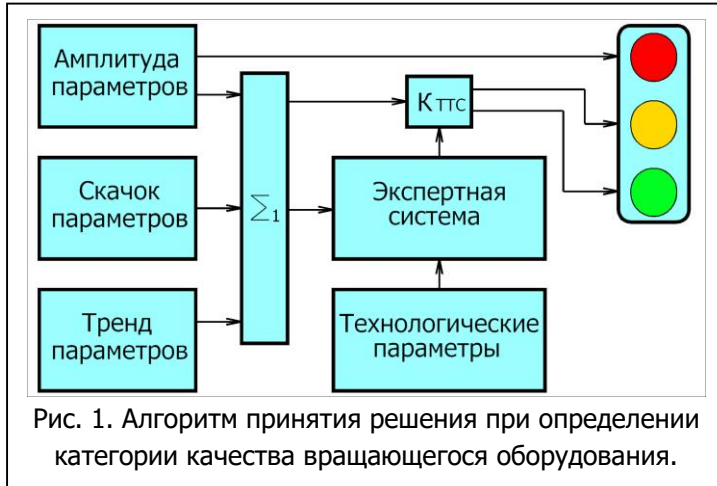 Амплитуда
параметров
Скачок
параметров
Тренд
параметров
∑1
К ТТС
Экспертная
система
Технологические
параметры
Рис. 1. Алгоритм принятия решения при определении
категории качества вращающегося оборудования.